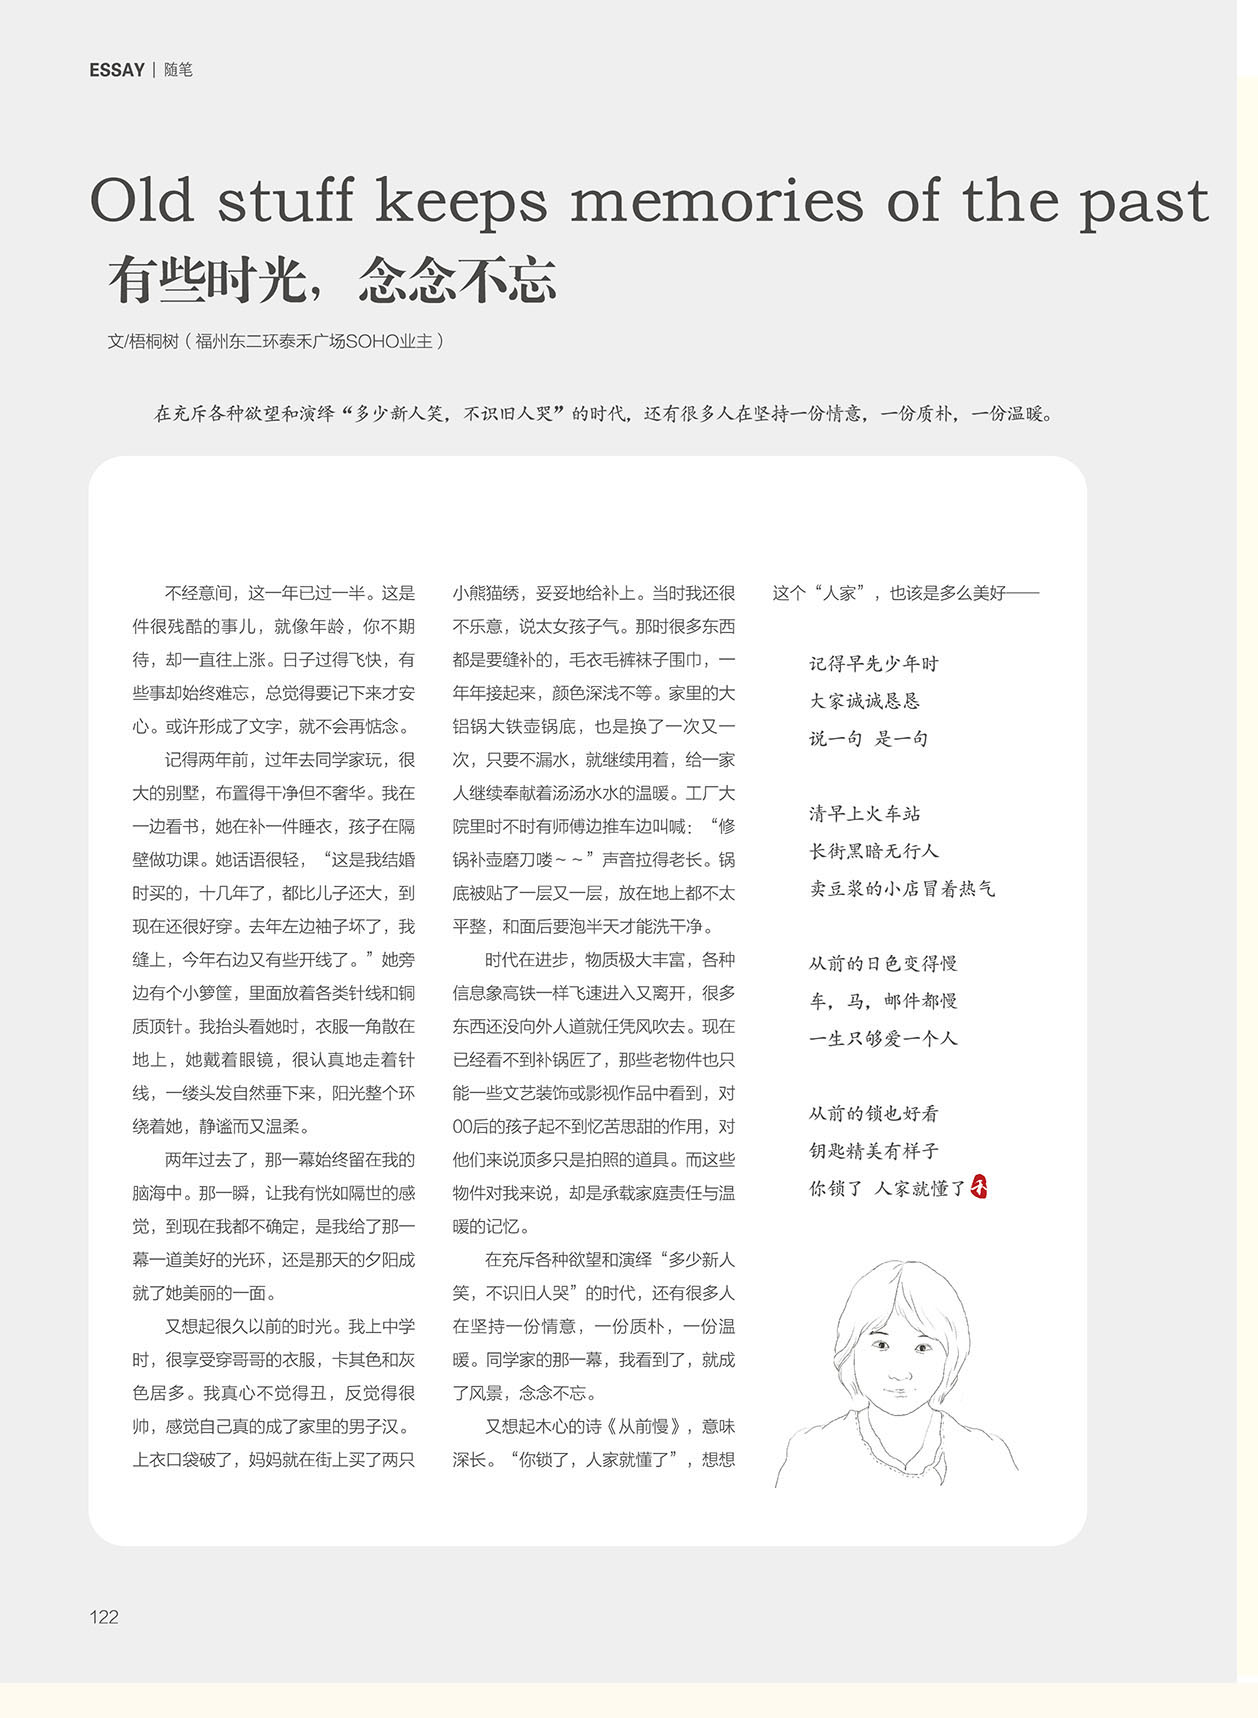 ESSAY | 随笔
Old stuff keeps memories of the past
有些时光，念念不忘
文/梧桐树（福州东二环泰禾广场SOHO业主）
在充斥各种欲望和演绎“多少新人笑，不识旧人哭”的时代，还有很多人在坚持一份情意，一份质朴，一份温暖。
不经意间，这一年已过一半。这是
件很残酷的事儿，就像年龄，你不期
待，却一直往上涨。日子过得飞快，有
些事却始终难忘，总觉得要记下来才安
心。或许形成了文字，就不会再惦念。
记得两年前，过年去同学家玩，很
大的别墅，布置得干净但不奢华。我在
一边看书，她在补一件睡衣，孩子在隔
壁做功课。她话语很轻，“这是我结婚
时买的，十几年了，都比儿子还大，到
现在还很好穿。去年左边袖子坏了，我
缝上，今年右边又有些开线了。”她旁
边有个小箩筐，里面放着各类针线和铜
质顶针。我抬头看她时，衣服一角散在
地上，她戴着眼镜，很认真地走着针
线，一缕头发自然垂下来，阳光整个环
绕着她，静谧而又温柔。
两年过去了，那一幕始终留在我的
脑海中。那一瞬，让我有恍如隔世的感
觉，到现在我都不确定，是我给了那一
幕一道美好的光环，还是那天的夕阳成
就了她美丽的一面。
又想起很久以前的时光。我上中学
时，很享受穿哥哥的衣服，卡其色和灰
色居多。我真心不觉得丑，反觉得很
帅，感觉自己真的成了家里的男子汉。
上衣口袋破了，妈妈就在街上买了两只
小熊猫绣，妥妥地给补上。当时我还很
不乐意，说太女孩子气。那时很多东西
都是要缝补的，毛衣毛裤袜子围巾，一
年年接起来，颜色深浅不等。家里的大
铝锅大铁壶锅底，也是换了一次又一
次，只要不漏水，就继续用着，给一家
人继续奉献着汤汤水水的温暖。工厂大
院里时不时有师傅边推车边叫喊：“修
锅补壶磨刀喽～～”声音拉得老长。锅
底被贴了一层又一层，放在地上都不太
平整，和面后要泡半天才能洗干净。
时代在进步，物质极大丰富，各种
信息象高铁一样飞速进入又离开，很多
东西还没向外人道就任凭风吹去。现在
已经看不到补锅匠了，那些老物件也只
能一些文艺装饰或影视作品中看到，对
00后的孩子起不到忆苦思甜的作用，对
他们来说顶多只是拍照的道具。而这些
物件对我来说，却是承载家庭责任与温
暖的记忆。
在充斥各种欲望和演绎“多少新人
笑，不识旧人哭”的时代，还有很多人
在坚持一份情意，一份质朴，一份温
暖。同学家的那一幕，我看到了，就成
了风景，念念不忘。
又想起木心的诗《从前慢》，意味
深长。“你锁了，人家就懂了”，想想
这个“人家”，也该是多么美好——
记得早先少年时
大家诚诚恳恳
说一句 是一句
清早上火车站
长街黑暗无行人
卖豆浆的小店冒着热气
从前的日色变得慢
车，马，邮件都慢
一生只够爱一个人
从前的锁也好看
钥匙精美有样子
你锁了 人家就懂了禾
122